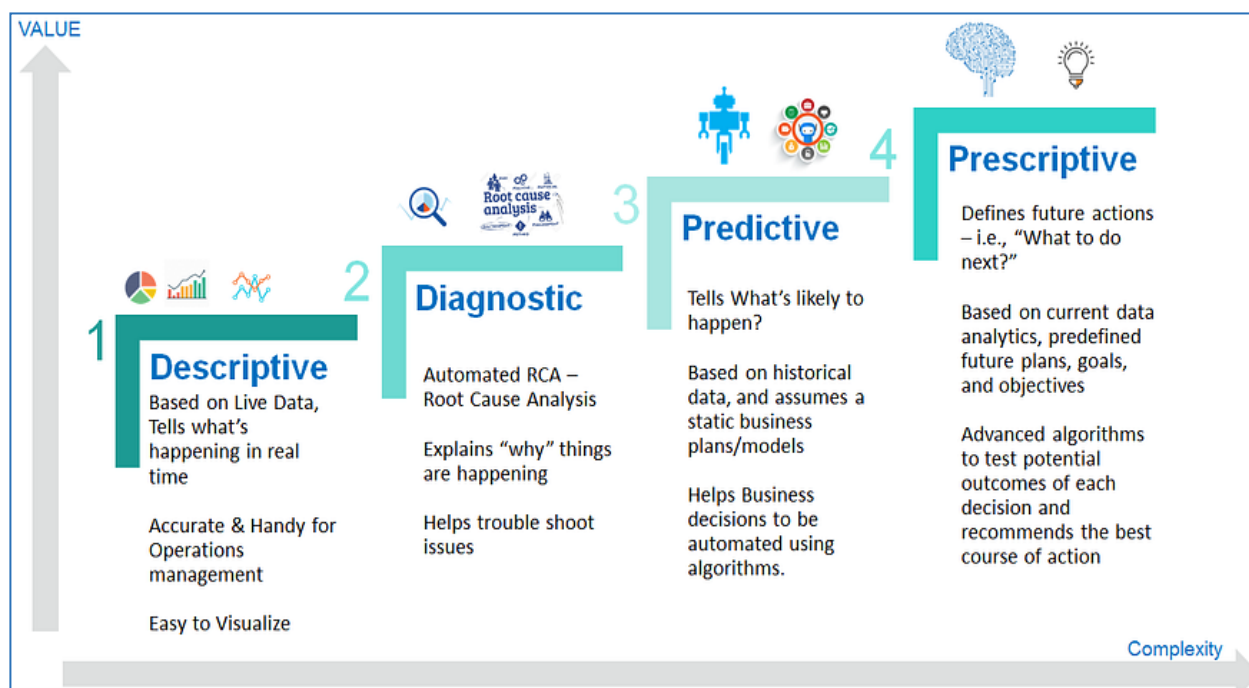 VALUE
1
Descriptive
Based on Live Data,
Tells what's
happening in real
time
Accurate & Handy for
Operations
management
Easy to Visualize
2
Root cause
analysis
Diagnostic
Automated RCA –
Root Cause Analysis
Explains “why” things
are happening
Helps trouble shoot
issues
3
Predictive
Tells What’s likely to
happen?
Based on historical
data, and assumes a
static business
plans/models
Helps Business
decisions to be
automated using
algorithms.
4
Prescriptive
Defines future actions
– i.e., “What to do
next?”
Based on current data
analytics, predefined
future plans, goals,
and objectives
Advanced algorithms
to test potential
outcomes of each
decision and
recommends the best
course of action
Complexity